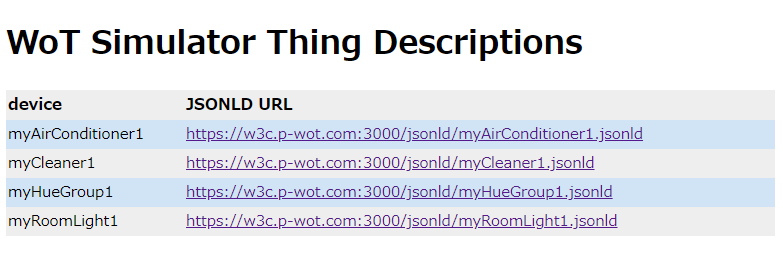 WoT Simulator Thing Descriptions
device JSONLD URL
myAirConditioner1 https://w3c.p-wot.com:3000/jsonld/myAirConditioner1.jsonld
myCleaner1 https://w3c.p-wot.com:3000/jsonld/myCleaner1.jsonld
myHueGroup1 https://w3c.p-wot.com:3000/jsonld/myHueGroup1.jsonld
myRoomLight1 https://w3c.p-wot.com:3000/jsonld/myRoomLight1.jsonld